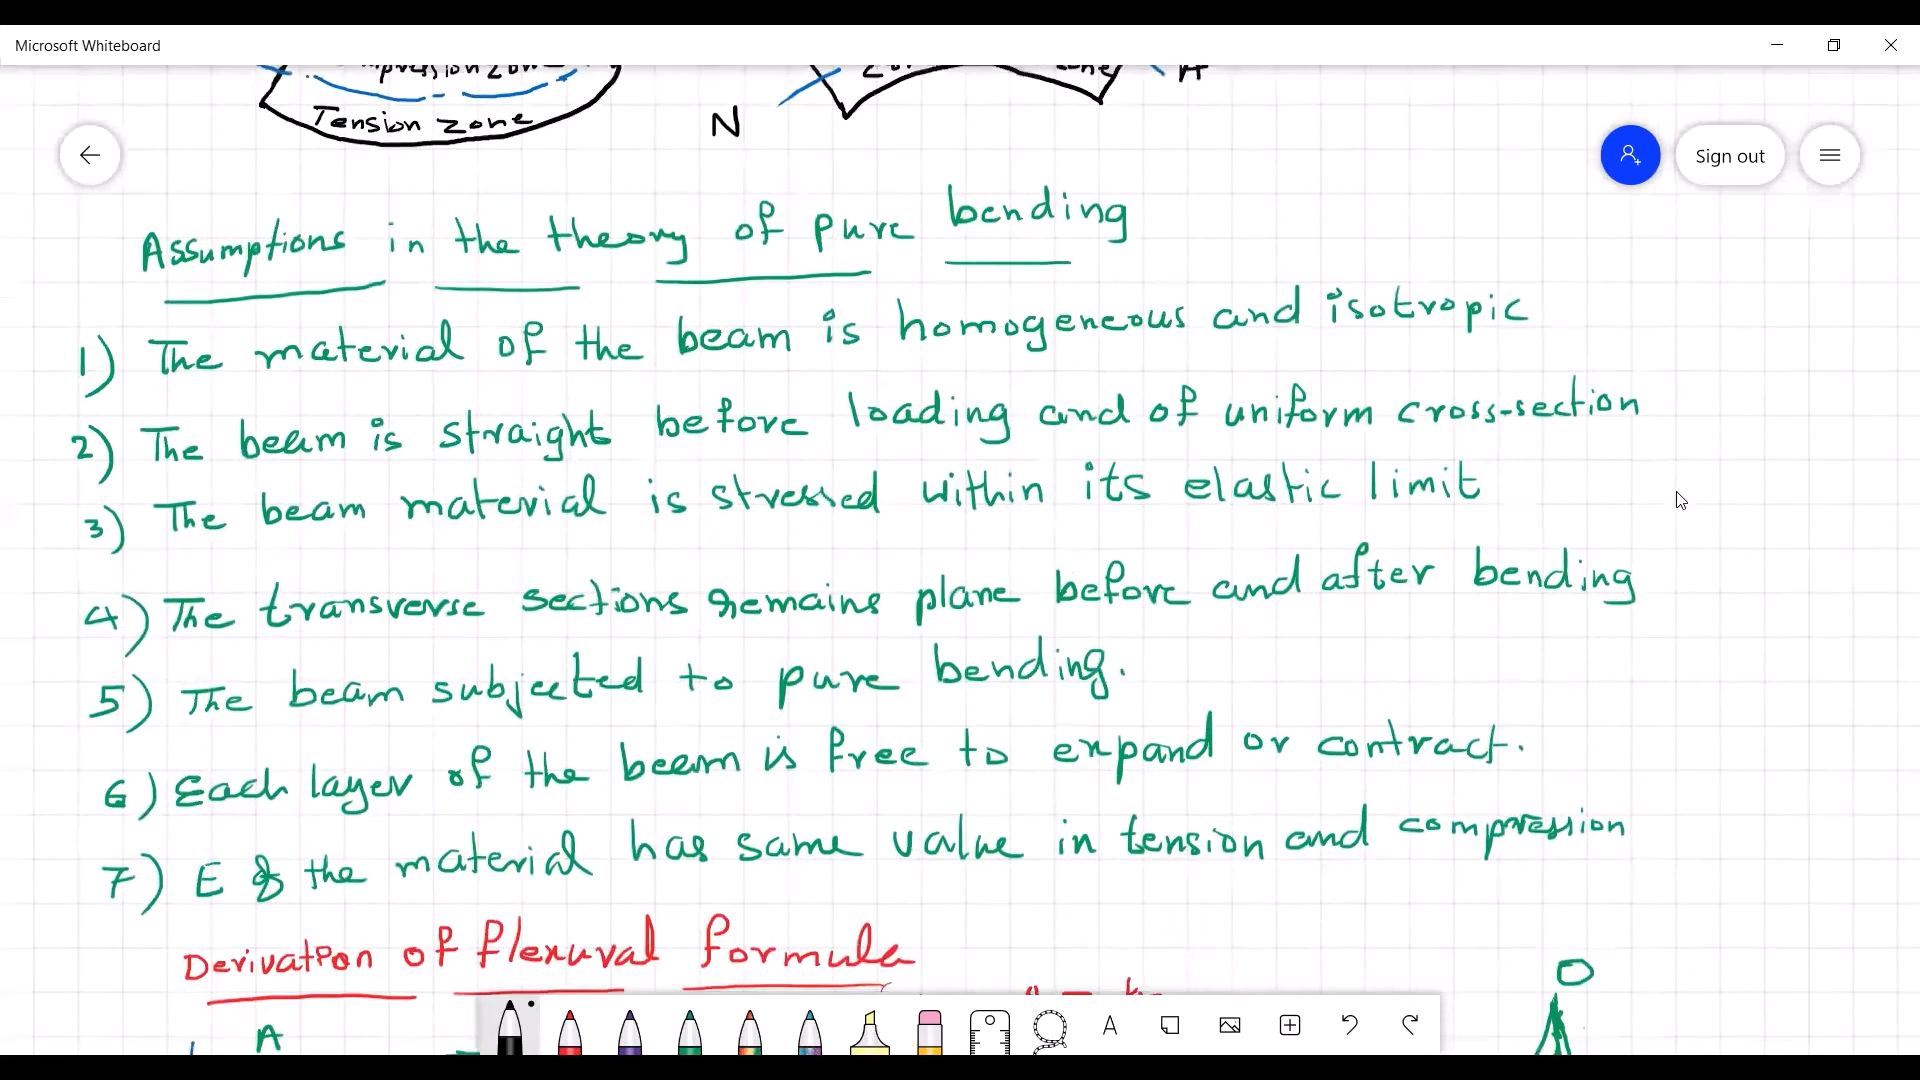 Microsoft Whiteboard
Tension zone
N
A
Sign out
Assumptions in the theory of pure bending
1) The material of the beam is homogeneous and isotropic
2) The beam is straight before loading and of uniform cross-section
3) The beam material is stressed within its elastic limit
4) The transverse sections remains plane before and after bending
5) The beam subjected to pure bending.
6) Each layer of the beam is free to expand or contract.
7) E of the material has same value in tension and compression
Derivation of flexural formula
O
A
A